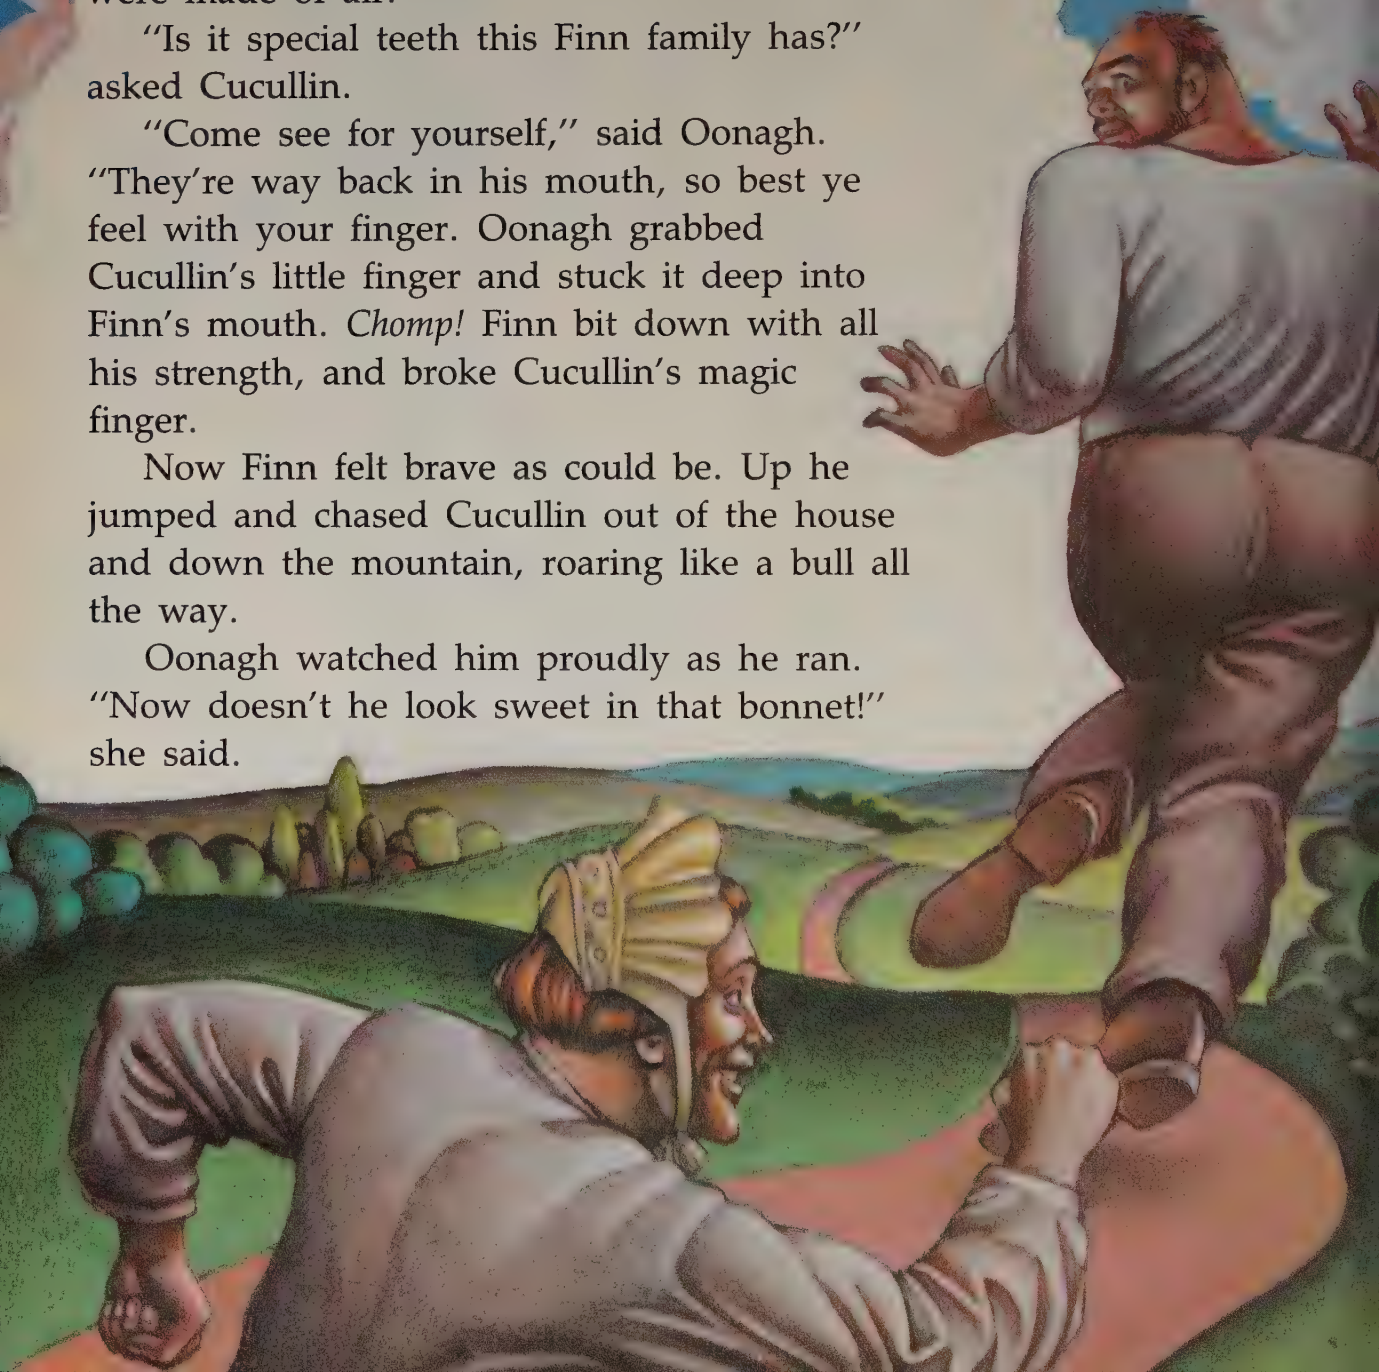 "Is it special teeth this Finn family has?"
asked Cucullin.
"Come see for yourself," said Oonagh.
"They're way back in his mouth, so best ye
feel with your finger. Oonagh grabbed
Cucullin's little finger and stuck it deep into
Finn's mouth. Chomp! Finn bit down with all
his strength, and broke Cucullin's magic
finger.
Now Finn felt brave as could be. Up he
jumped and chased Cucullin out of the house
and down the mountain, roaring like a bull all
the way.
Oonagh watched him proudly as he ran.
"Now doesn't he look sweet in that bonnet!"
she said.